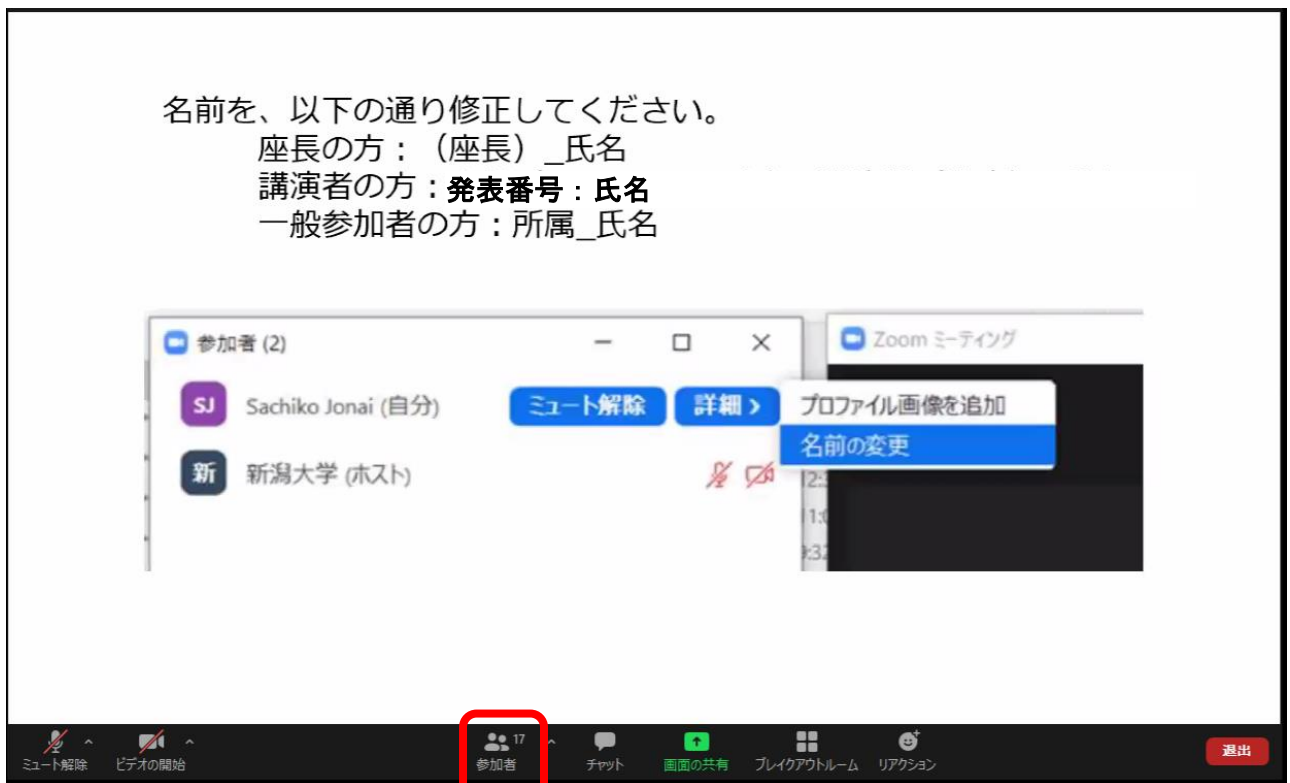 名前を、以下の通り修正してください。
座長の方：（座長）_氏名
講演者の方：発表番号：氏名
一般参加者の方：所属_氏名
参加者 (2)
Zoom ミーティング
SJ Sachiko Jonai (自分) ミュート解除 詳細 >
プロファイル画像を追加
名前の変更
新 新潟大学 (ホスト)
ミュート解除
ビデオの開始
17
参加者
チャット
画面の共有
ブレイクアウトルーム
リアクション
退出